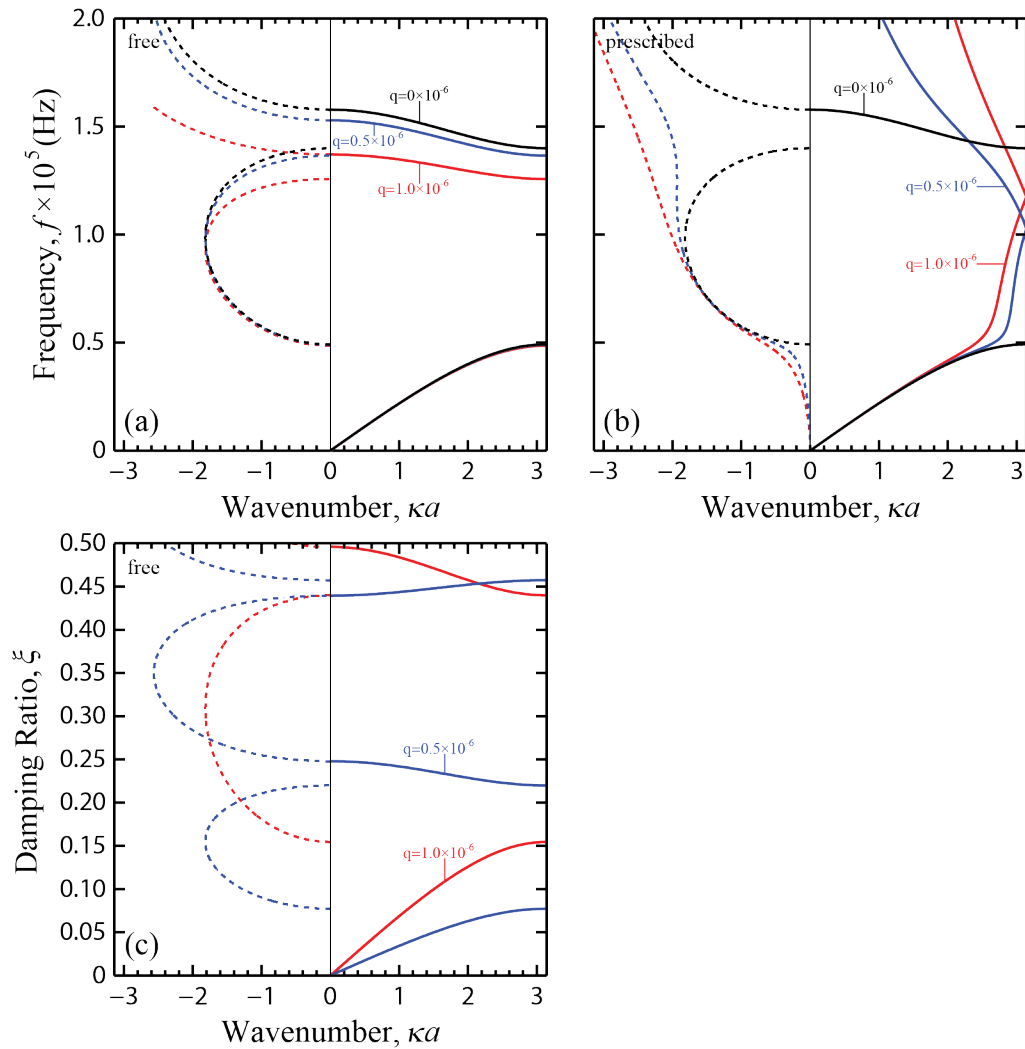 2.0
1.5
1.0
0.5
0
Frequency, f × 10⁵ (Hz)
free
q=0×10⁻⁶
q=0.5×10⁻⁶
q=1.0×10⁻⁶
(a)
−3 −2 −1 0 1 2 3
Wavenumber, κa
prescribed
q=0×10⁻⁶
q=0.5×10⁻⁶
q=1.0×10⁻⁶
(b)
−3 −2 −1 0 1 2 3
Wavenumber, κa
0.50
0.45
0.40
0.35
0.30
0.25
0.20
0.15
0.10
0.05
0
Damping Ratio, ξ
free
q=0.5×10⁻⁶
q=1.0×10⁻⁶
(c)
−3 −2 −1 0 1 2 3
Wavenumber, κa